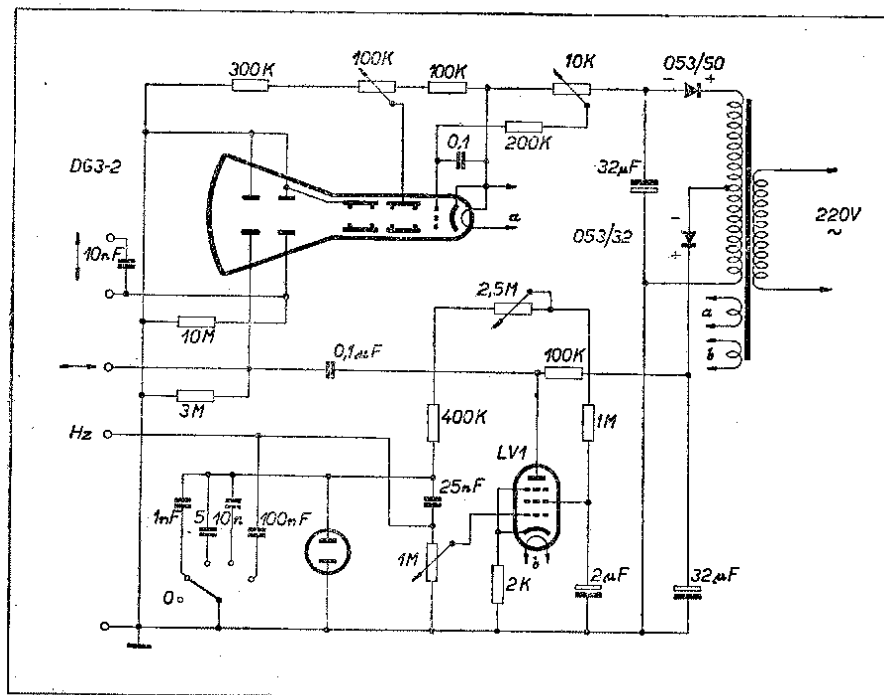 053/50
- +
300K
100K
100K
10K
0,1
200K
DG3-2
32µF
a
220V
~
053/32
-
+
10nF
2,5M
a
10M
b
0,1µF
100K
3M
400K
1M
Hz
LV1
25nF
1nF
5
10n
100nF
1M
b
2K
2µF
32µF
0